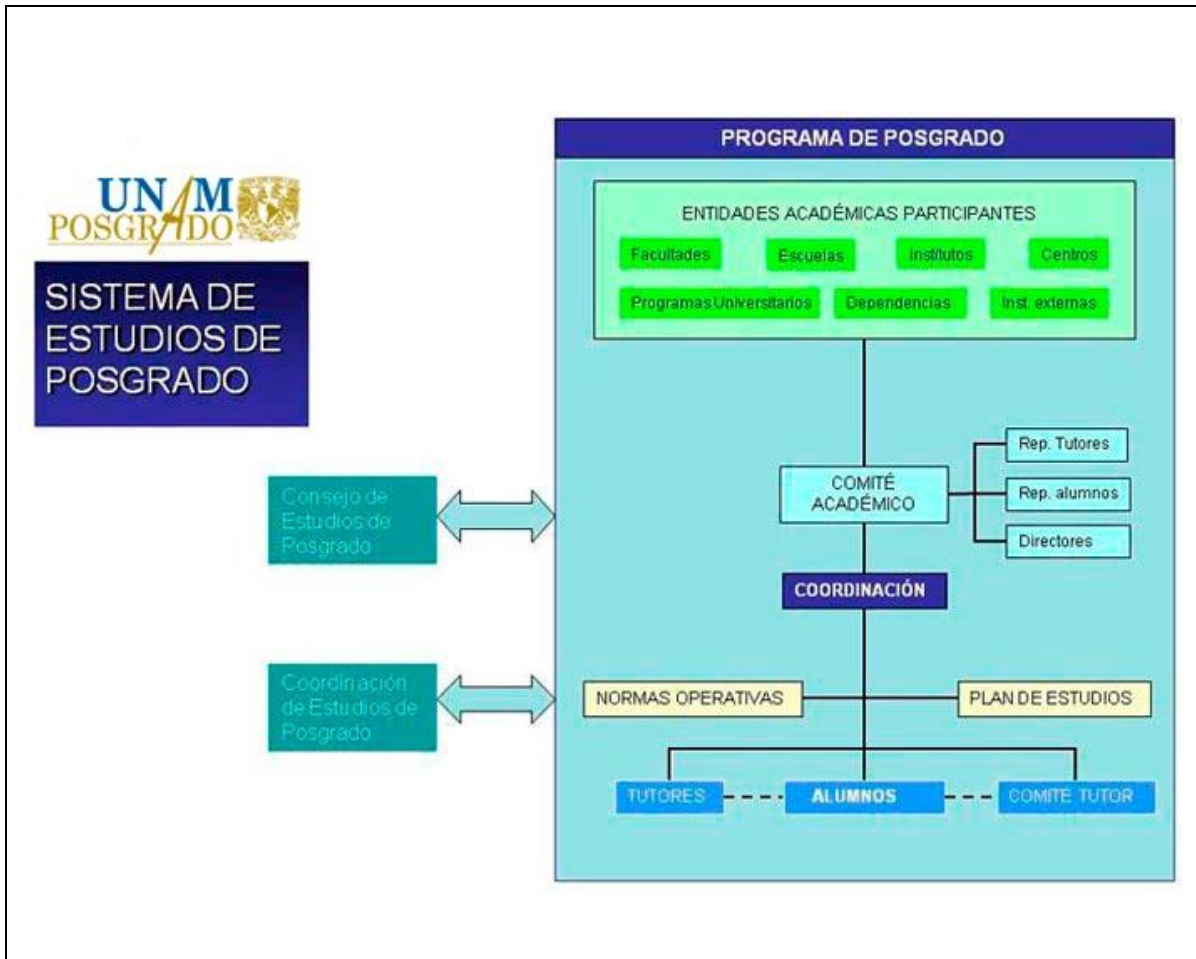 UNAM
POSGRADO
SISTEMA DE
ESTUDIOS DE
POSGRADO
PROGRAMA DE POSGRADO
ENTIDADES ACADÉMICAS PARTICIPANTES
Facultades
Escuelas
Institutos
Centros
Programas Universitarios
Dependencias
Inst. externas
Rep. Tutores
COMITÉ
ACADÉMICO
Rep. alumnos
Directores
Consejo de
Estudios de
Posgrado
COORDINACIÓN
Coordinación
de Estudios de
Posgrado
NORMAS OPERATIVAS
PLAN DE ESTUDIOS
TUTORES
ALUMNOS
COMITÉ TUTOR